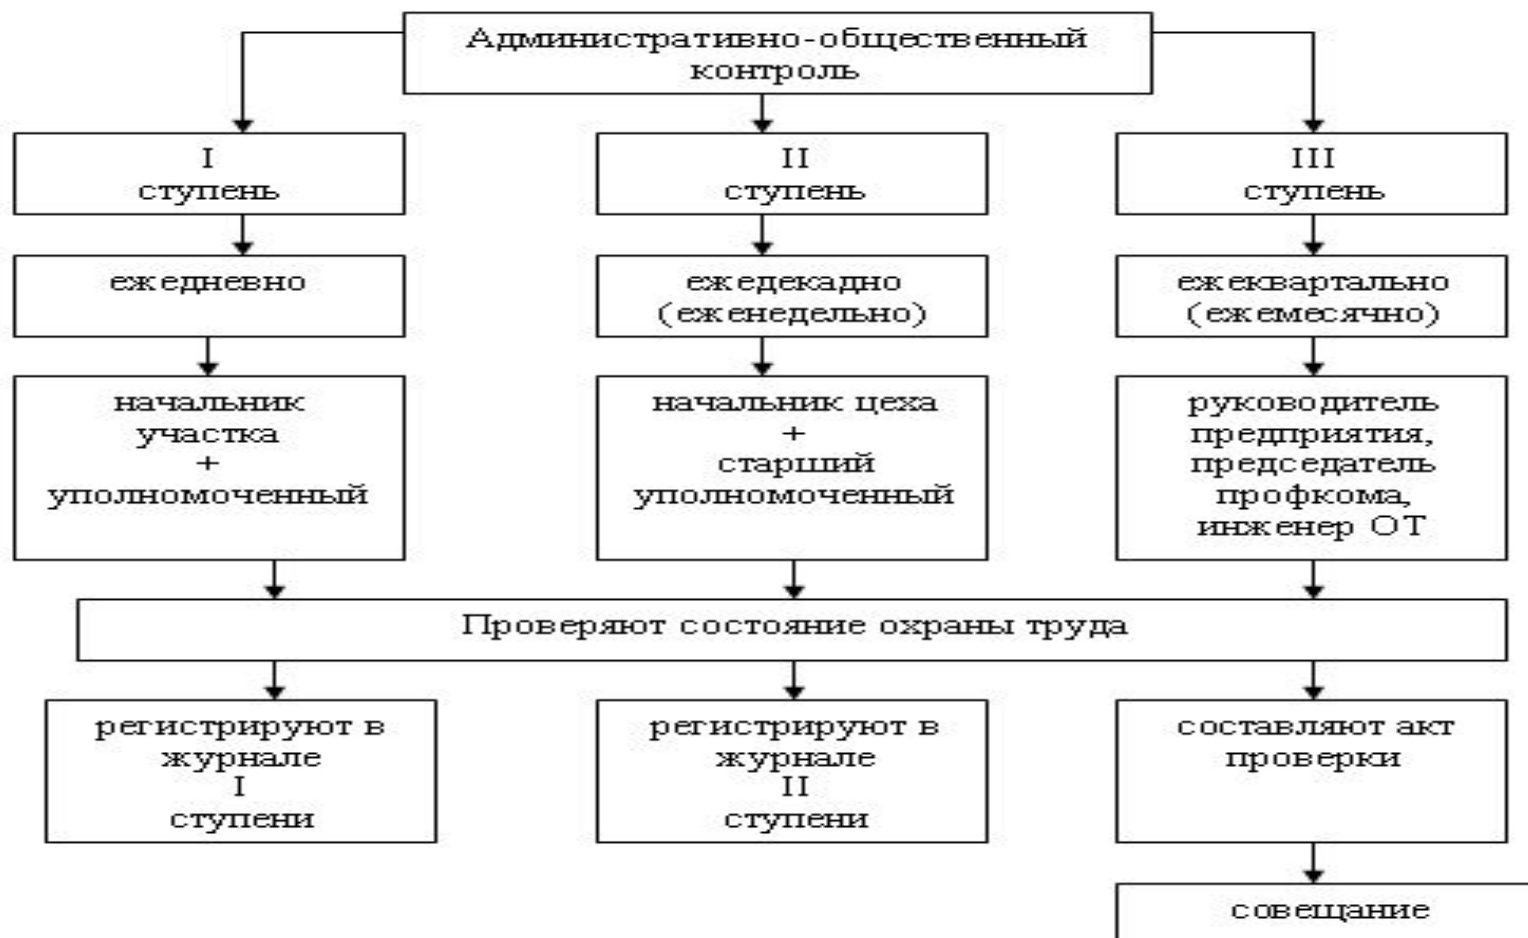 Административно-общественный
контроль
I
ступень
II
ступень
III
ступень
ежедневно
ежедекадно
(еженедельно)
ежеквартально
(ежемесячно)
начальник
участка
+
уполномоченный
начальник цеха
+
старший
уполномоченный
руководитель
предприятия,
председатель
профкома,
инженер ОТ
Проверяют состояние охраны труда
регистрируют в
журнале
I
ступени
регистрируют в
журнале
II
ступени
составляют акт
проверки
совещание